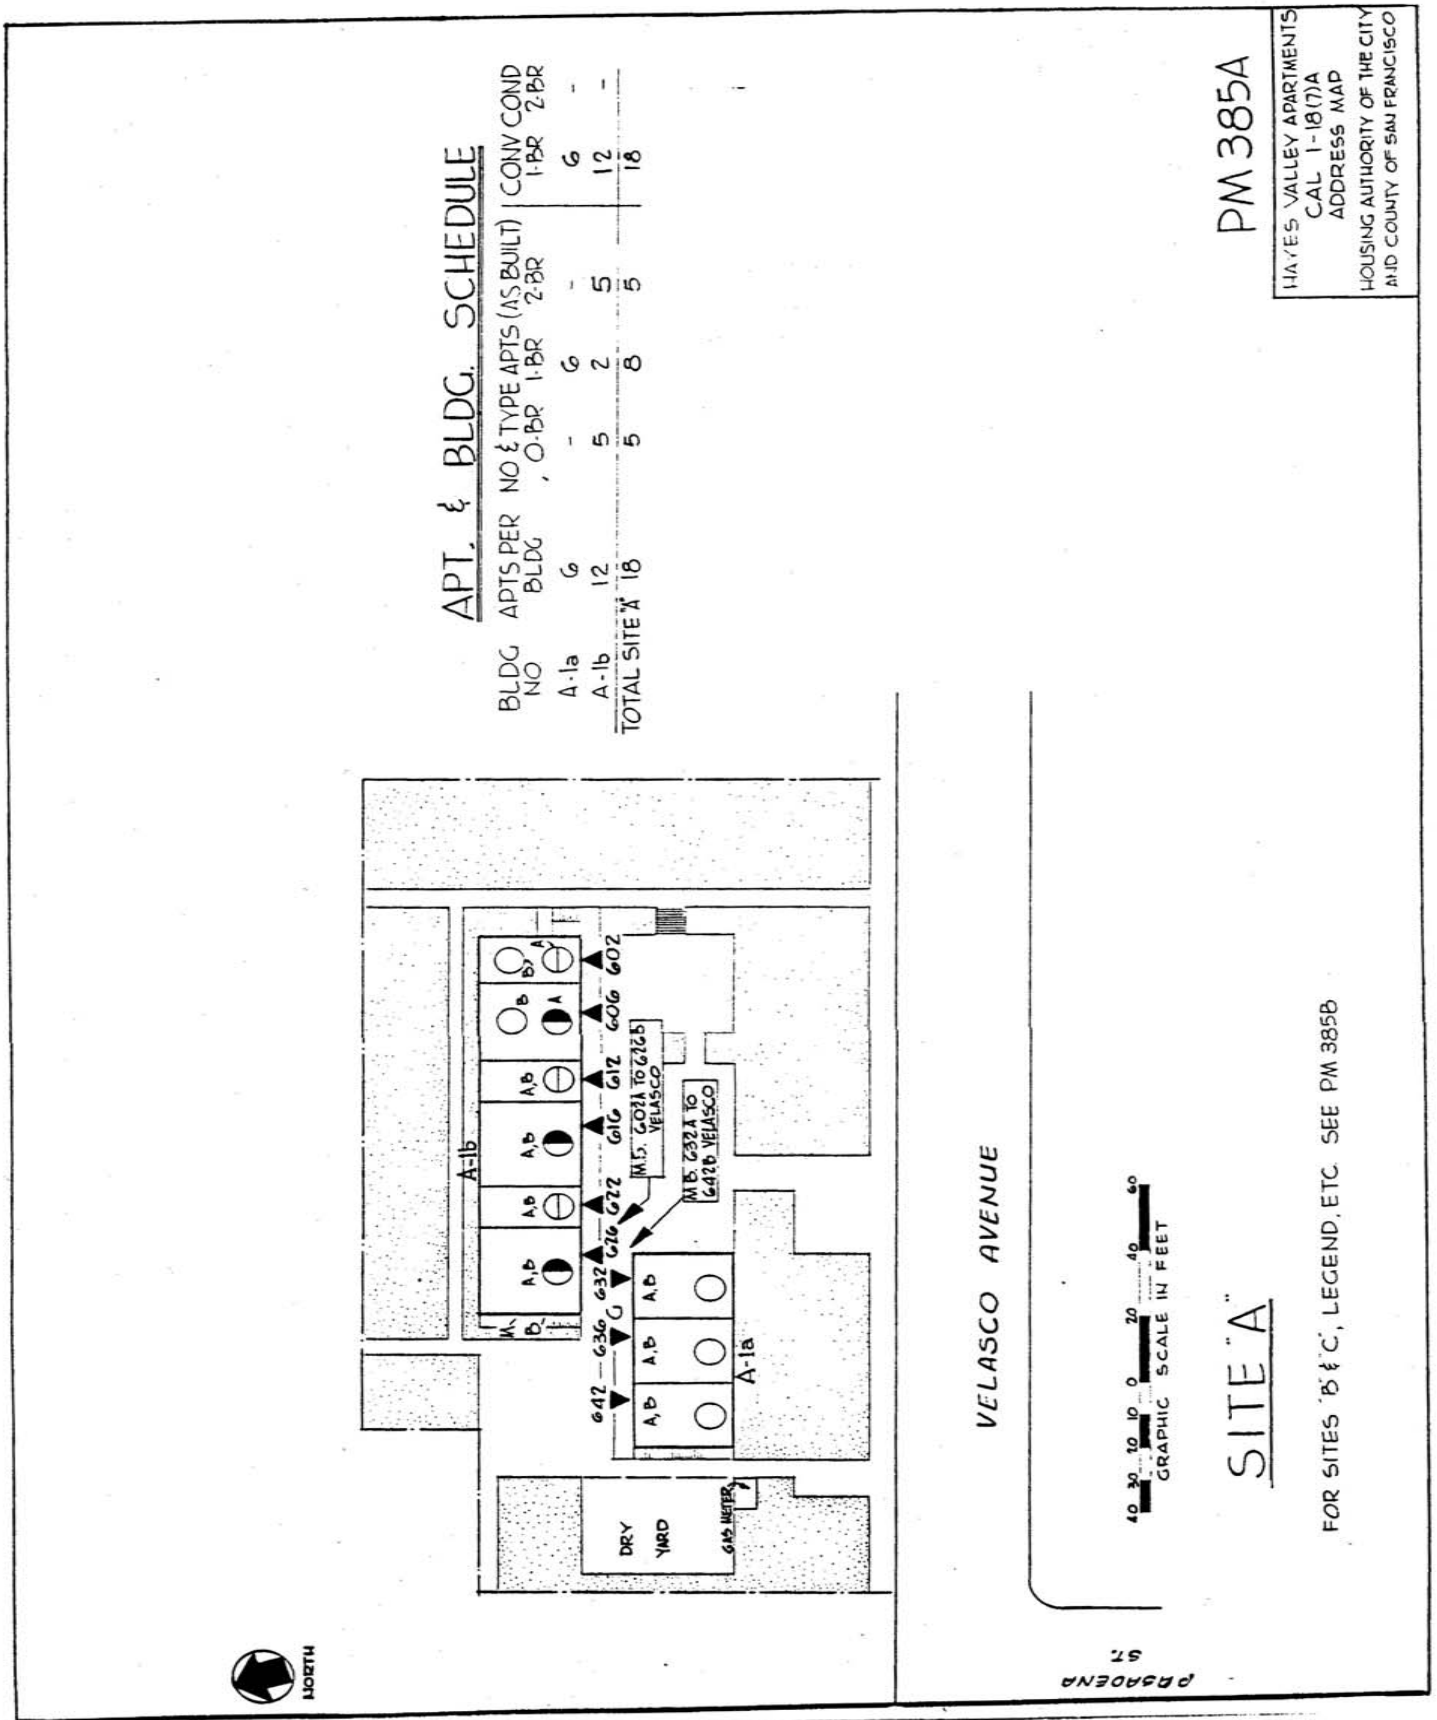 APT. & BLDG. SCHEDULE
BLDG NO APTS PER BLDG NO & TYPE APTS (AS BUILT) CONV COND
O-BR 1-BR 2-BR 1-BR 2-BR
A-1a 6 - 6 - 6 -
A-1b 12 5 2 5 12 -
TOTAL SITE "A" 18 5 8 5 18
A-1b
A,B A,B A,B A,B B B
A A
M.
B.
626 622 616 612 606 602
642 636 632
M.B. 602A TO 626B
VELASCO
M.B. 632A TO
642B VELASCO
A,B A,B A,B
A-1a
DRY
YARD
GAS METER
NORTH
VELASCO AVENUE
PASADENA
ST.
40 30 20 10 0 20 40 60
GRAPHIC SCALE IN FEET
SITE "A"
FOR SITES "B" & "C", LEGEND, ETC. SEE PM 385B
PM 385A
HAYES VALLEY APARTMENTS
CAL 1-18(7)A
ADDRESS MAP
HOUSING AUTHORITY OF THE CITY
AND COUNTY OF SAN FRANCISCO